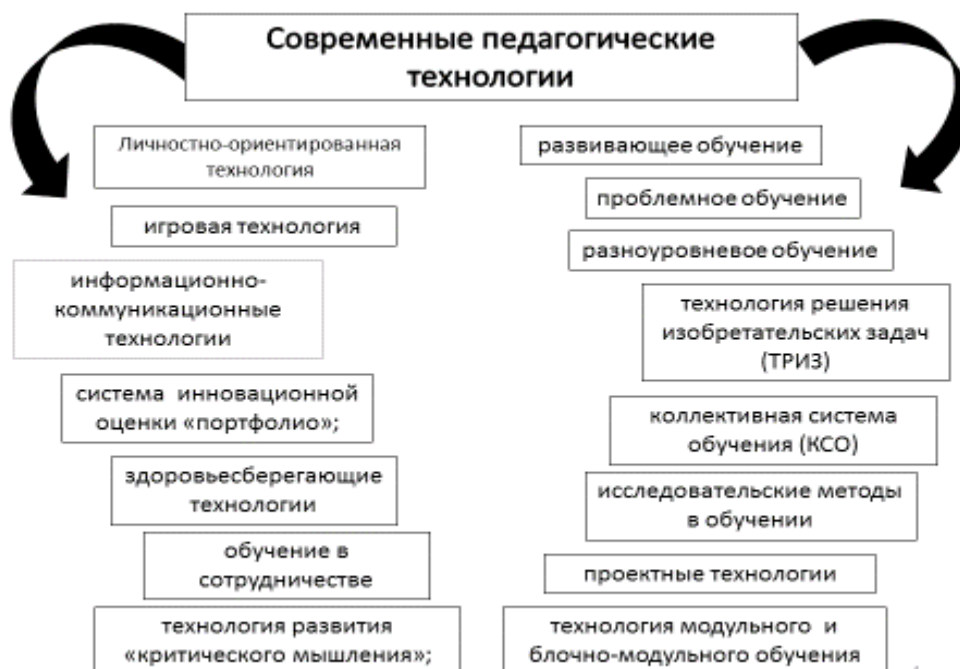 Современные педагогические
технологии
Личностно-ориентированная
технология
игровая технология
информационно-
коммуникационные
технологии
система инновационной
оценки «портфолио»;
здоровьесберегающие
технологии
обучение в
сотрудничестве
технология развития
«критического мышления»;
развивающее обучение
проблемное обучение
разноуровневое обучение
технология решения
изобретательских задач
(ТРИЗ)
коллективная система
обучения (КСО)
исследовательские методы
в обучении
проектные технологии
технология модульного и
блочно-модульного обучения